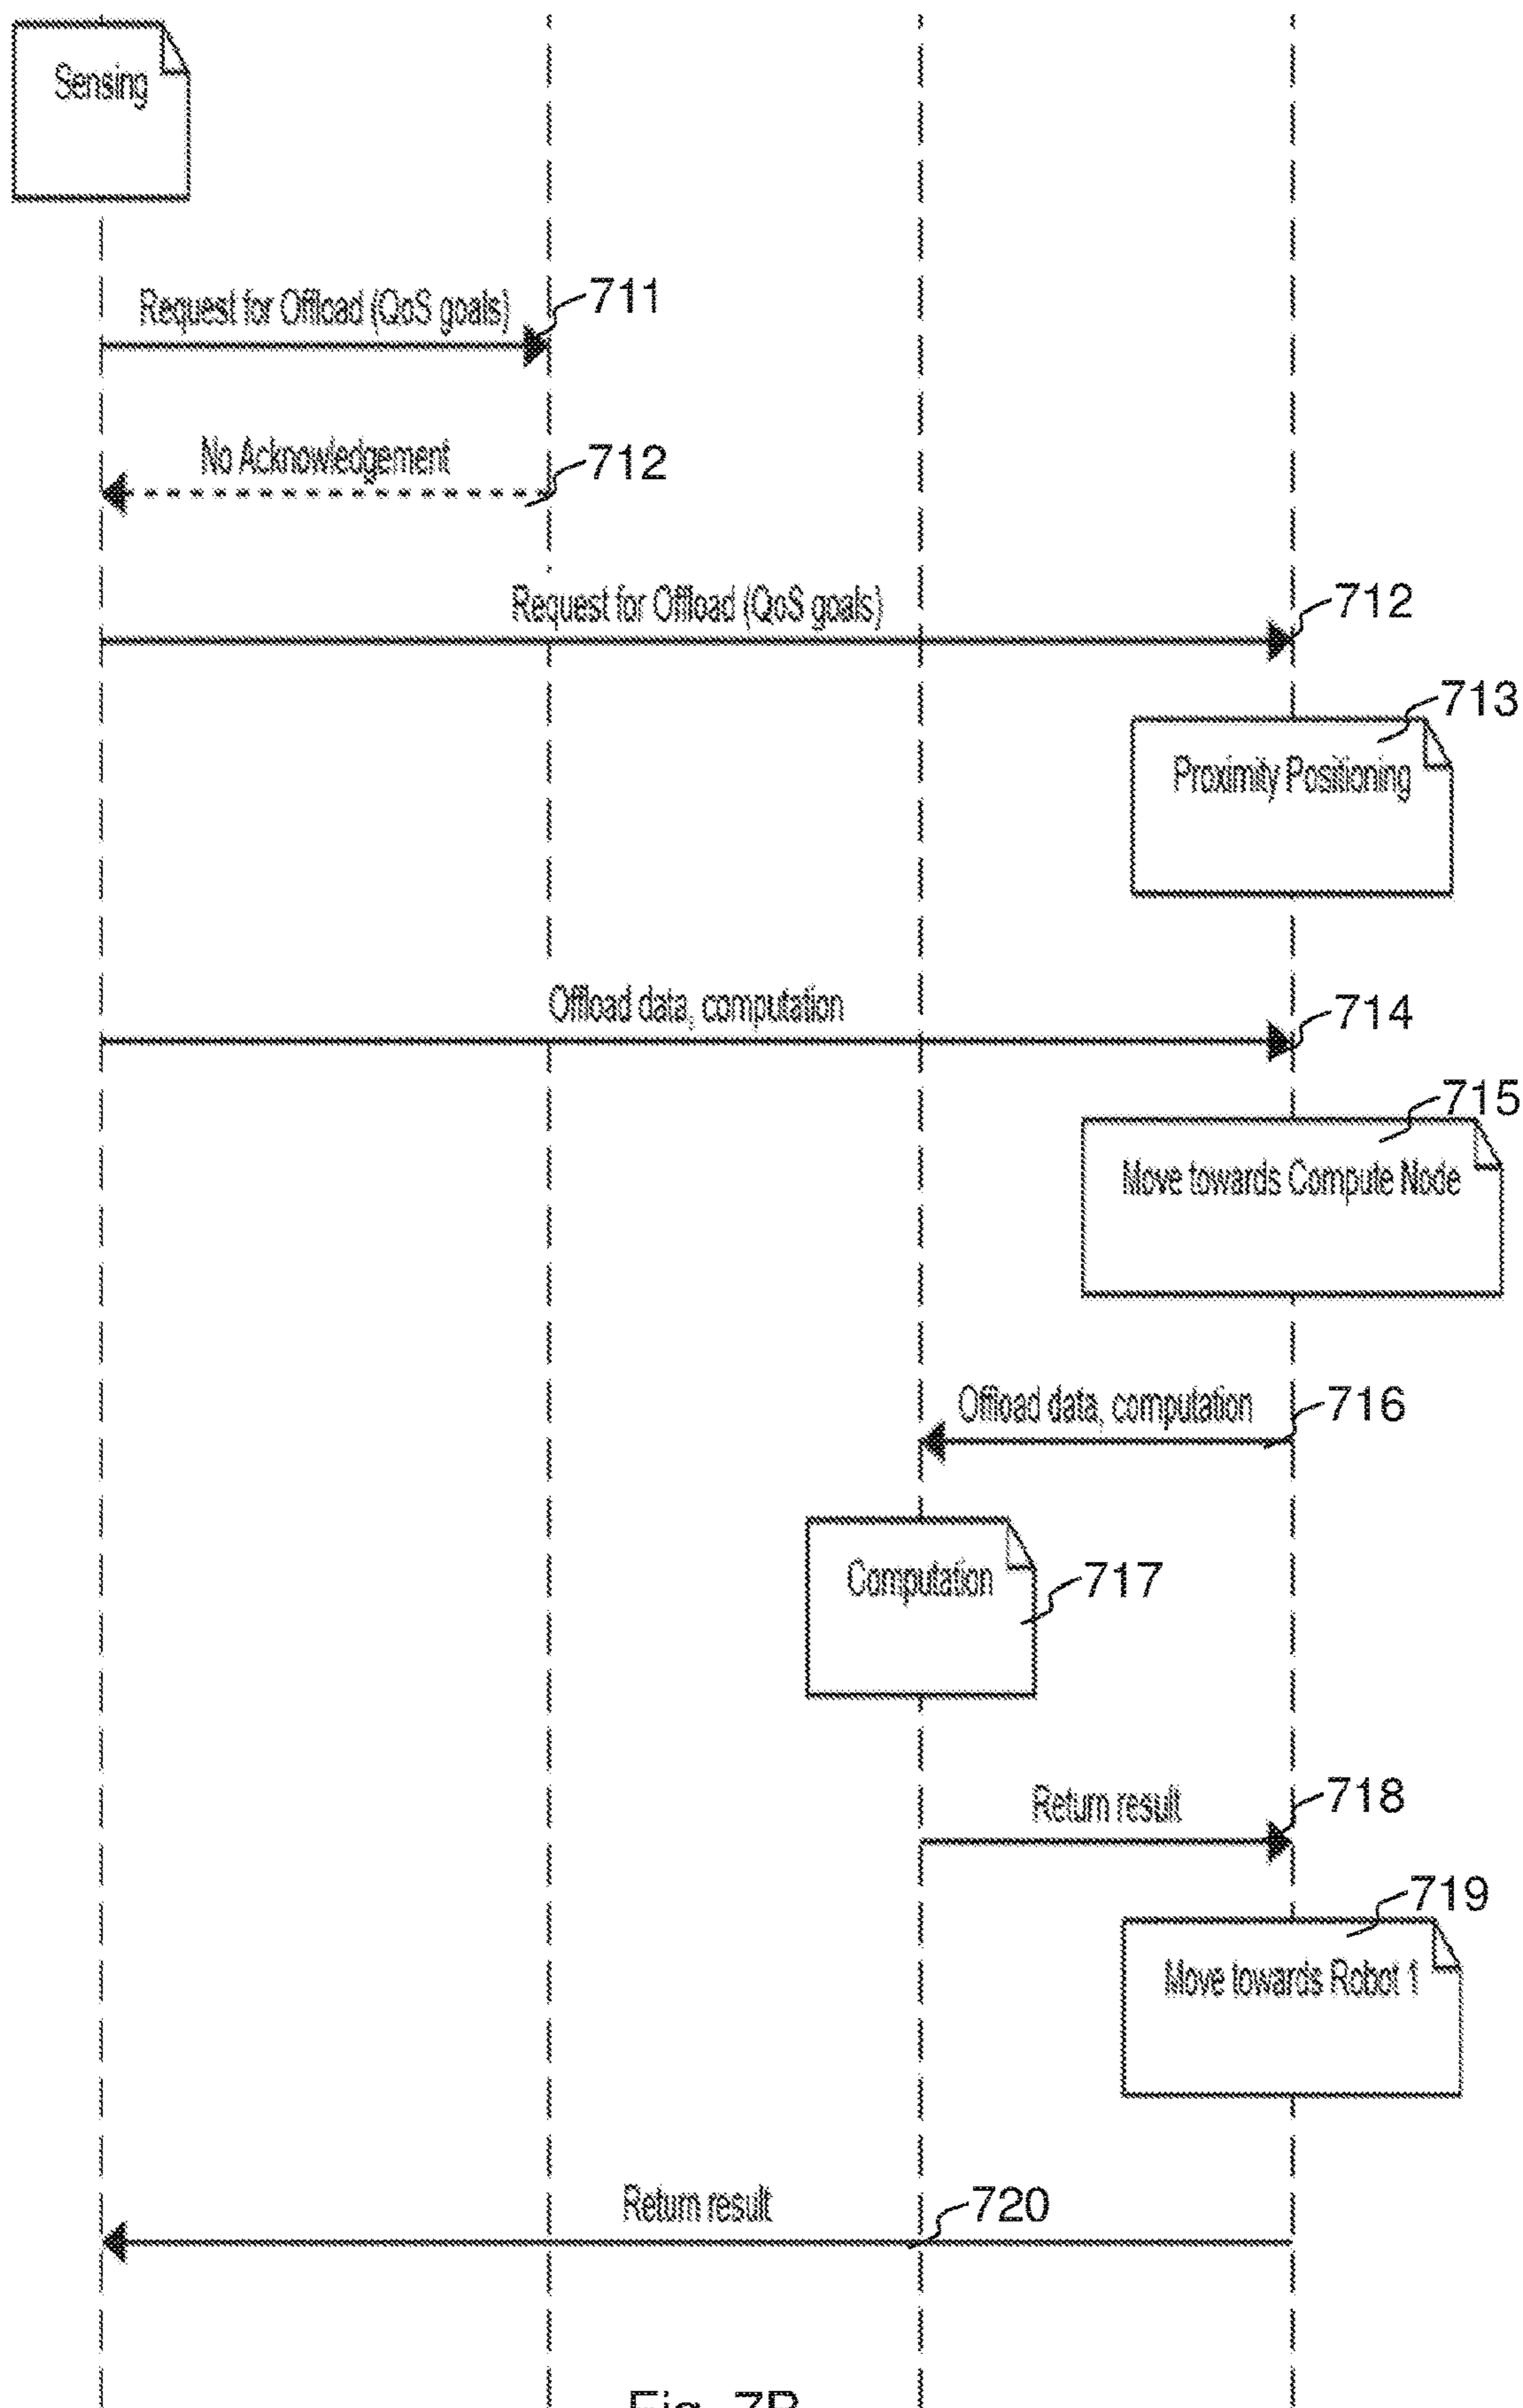 Sensing
Request for Offload (QoS goals)
711
No Acknowledgement
712
Request for Offload (QoS goals)
712
713
Proximity Positioning
Offload data, computation
714
715
Move towards Compute Node
Offload data, computation
716
Computation
717
Return result
718
719
Move towards Robot 1
Return result
720
Fig. 7B